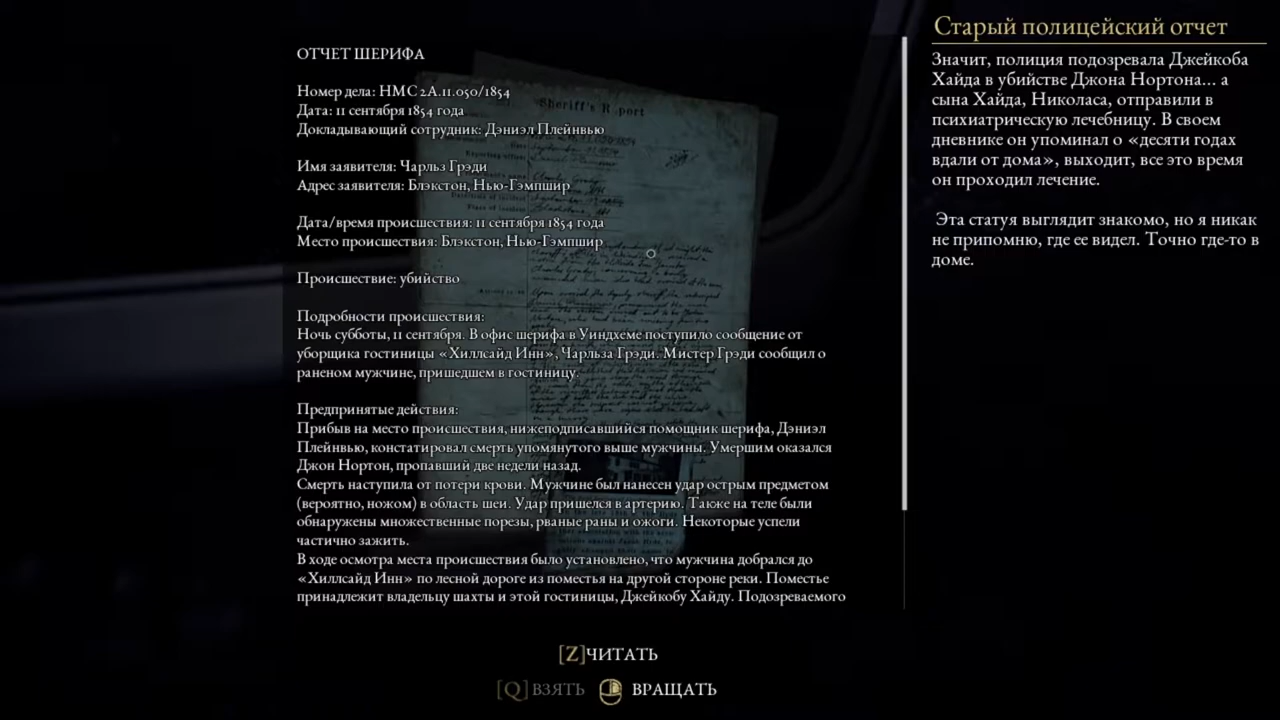 ОТЧЕТ ШЕРИФА
Номер дела: НМС 2А.11.050/1854
Дата: 11 сентября 1854 года
Докладывающий сотрудник: Дэниэл Плейнвью
Имя заявителя: Чарльз Грэди
Адрес заявителя: Блэкстон, Нью-Гэмпшир
Дата/время происшествия: 11 сентября 1854 года
Место происшествия: Блэкстон, Нью-Гэмпшир
Происшествие: убийство
Подробности происшествия:
Ночь субботы, 11 сентября. В офис шерифа в Уиндхеме поступило сообщение от
уборщика гостиницы «Хиллсайд Инн», Чарльза Грэди. Мистер Грэди сообщил о
раненом мужчине, пришедшем в гостиницу.
Предпринятые действия:
Прибыв на место происшествия, нижеподписавшийся помощник шерифа, Дэниэл
Плейнвью, констатировал смерть упомянутого выше мужчины. Умершим оказался
Джон Нортон, пропавший две недели назад.
Смерть наступила от потери крови. Мужчине был нанесен удар острым предметом
(вероятно, ножом) в область шеи. Удар пришелся в артерию. Также на теле были
обнаружены множественные порезы, рваные раны и ожоги. Некоторые успели
частично зажить.
В ходе осмотра места происшествия было установлено, что мужчина добрался до
«Хиллсайд Инн» по лесной дороге из поместья на другой стороне реки. Поместье
принадлежит владельцу шахты и этой гостиницы, Джейкобу Хайду. Подозреваемого
Sheriff's Report
Старый полицейский отчет
Значит, полиция подозревала Джейкоба
Хайда в убийстве Джона Нортона... а
сына Хайда, Николаса, отправили в
психиатрическую лечебницу. В своем
дневнике он упоминал о «десяти годах
вдали от дома», выходит, все это время
он проходил лечение.
Эта статуя выглядит знакомо, но я никак
не припомню, где ее видел. Точно где-то в
доме.
[Z]ЧИТАТЬ
[Q]ВЗЯТЬ ВРАЩАТЬ